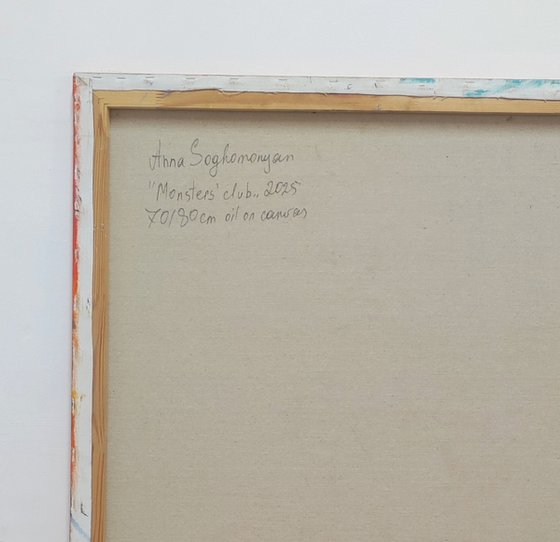 Anna Soghomonyan
"Monsters' club.., 2025
70/80cm oil on canvas